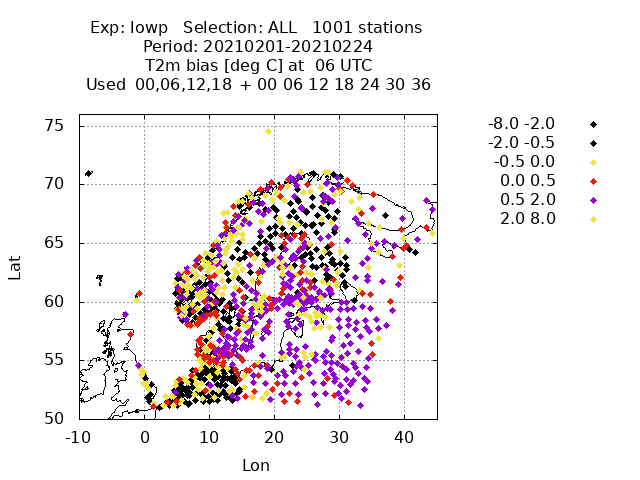 Exp: lowp   Selection: ALL   1001 stations
Period: 20210201-20210224
T2m bias [deg C] at  06 UTC
Used  00,06,12,18 + 00 06 12 18 24 30 36
-8.0 -2.0
-2.0 -0.5
-0.5 0.0
0.0 0.5
0.5 2.0
2.0 8.0
75
70
65
60
55
50
Lat
-10 0 10 20 30 40
Lon